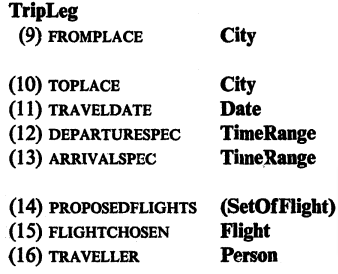 TripLeg
(9) FROMPLACE City
(10) TOPLACE City
(11) TRAVELDATE Date
(12) DEPARTURESPEC TimeRange
(13) ARRIVALSPEC TimeRange
(14) PROPOSEDFLIGHTS (SetOfFlight)
(15) FLIGHTCHOSEN Flight
(16) TRAVELLER Person